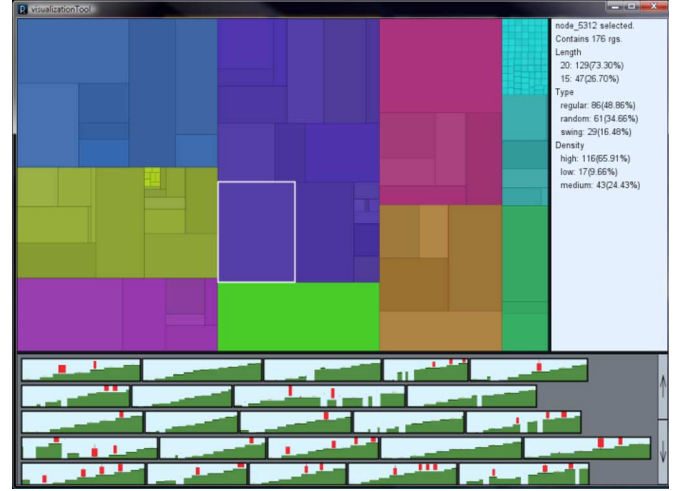 visualizationTool
node_5312 selected.
Contains 176 rgs.
Length
20: 129(73.30%)
15: 47(26.70%)
Type
regular: 86(48.86%)
random: 61(34.66%)
swing: 29(16.48%)
Density
high: 116(65.91%)
low: 17(9.66%)
medium: 43(24.43%)